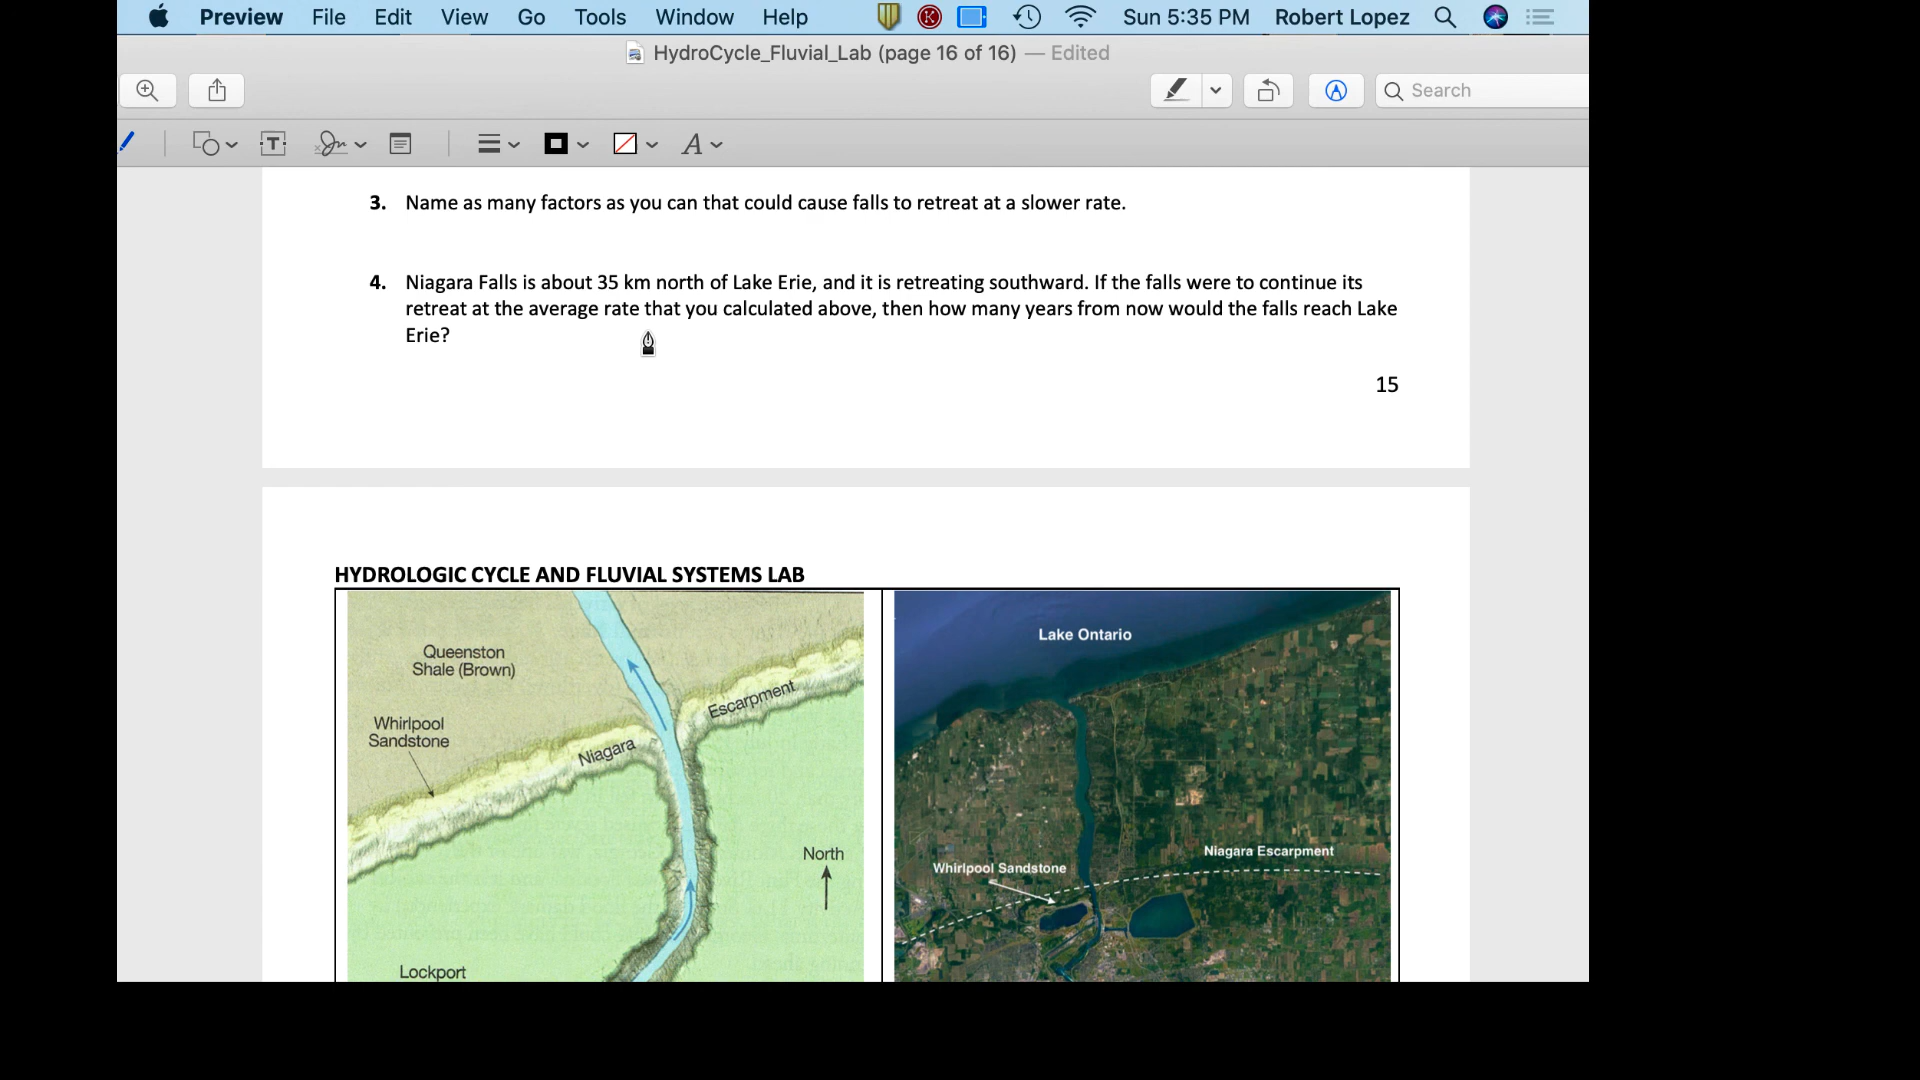 Preview File Edit View Go Tools Window Help Sun 5:35 PM Robert Lopez
HydroCycle_Fluvial_Lab (page 16 of 16) — Edited
Search
3. Name as many factors as you can that could cause falls to retreat at a slower rate.
4. Niagara Falls is about 35 km north of Lake Erie, and it is retreating southward. If the falls were to continue its
retreat at the average rate that you calculated above, then how many years from now would the falls reach Lake
Erie?
15
HYDROLOGIC CYCLE AND FLUVIAL SYSTEMS LAB
Queenston
Shale (Brown)
Whirlpool
Sandstone
Niagara
Escarpment
North
Lockport
Lake Ontario
Whirlpool Sandstone
Niagara Escarpment